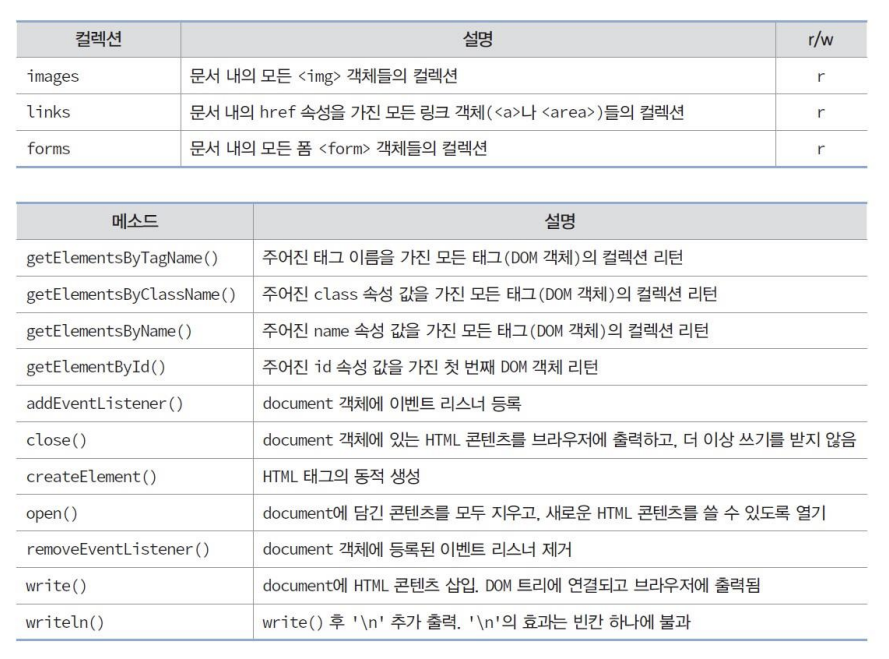 컬렉션 설명 r/w
images 문서 내의 모든 <img> 객체들의 컬렉션 r
links 문서 내의 href 속성을 가진 모든 링크 객체(<a>나 <area>)들의 컬렉션 r
forms 문서 내의 모든 폼 <form> 객체들의 컬렉션 r
메소드 설명
getElementsByTagName() 주어진 태그 이름을 가진 모든 태그(DOM 객체)의 컬렉션 리턴
getElementsByClassName() 주어진 class 속성 값을 가진 모든 태그(DOM 객체)의 컬렉션 리턴
getElementsByName() 주어진 name 속성 값을 가진 모든 태그(DOM 객체)의 컬렉션 리턴
getElementById() 주어진 id 속성 값을 가진 첫 번째 DOM 객체 리턴
addEventListener() document 객체에 이벤트 리스너 등록
close() document 객체에 있는 HTML 콘텐츠를 브라우저에 출력하고, 더 이상 쓰기를 받지 않음
createElement() HTML 태그의 동적 생성
open() document에 담긴 콘텐츠를 모두 지우고, 새로운 HTML 콘텐츠를 쓸 수 있도록 열기
removeEventListener() document 객체에 등록된 이벤트 리스너 제거
write() document에 HTML 콘텐츠 삽입. DOM 트리에 연결되고 브라우저에 출력됨
writeln() write() 후 '\n' 추가 출력. '\n'의 효과는 빈칸 하나에 불과